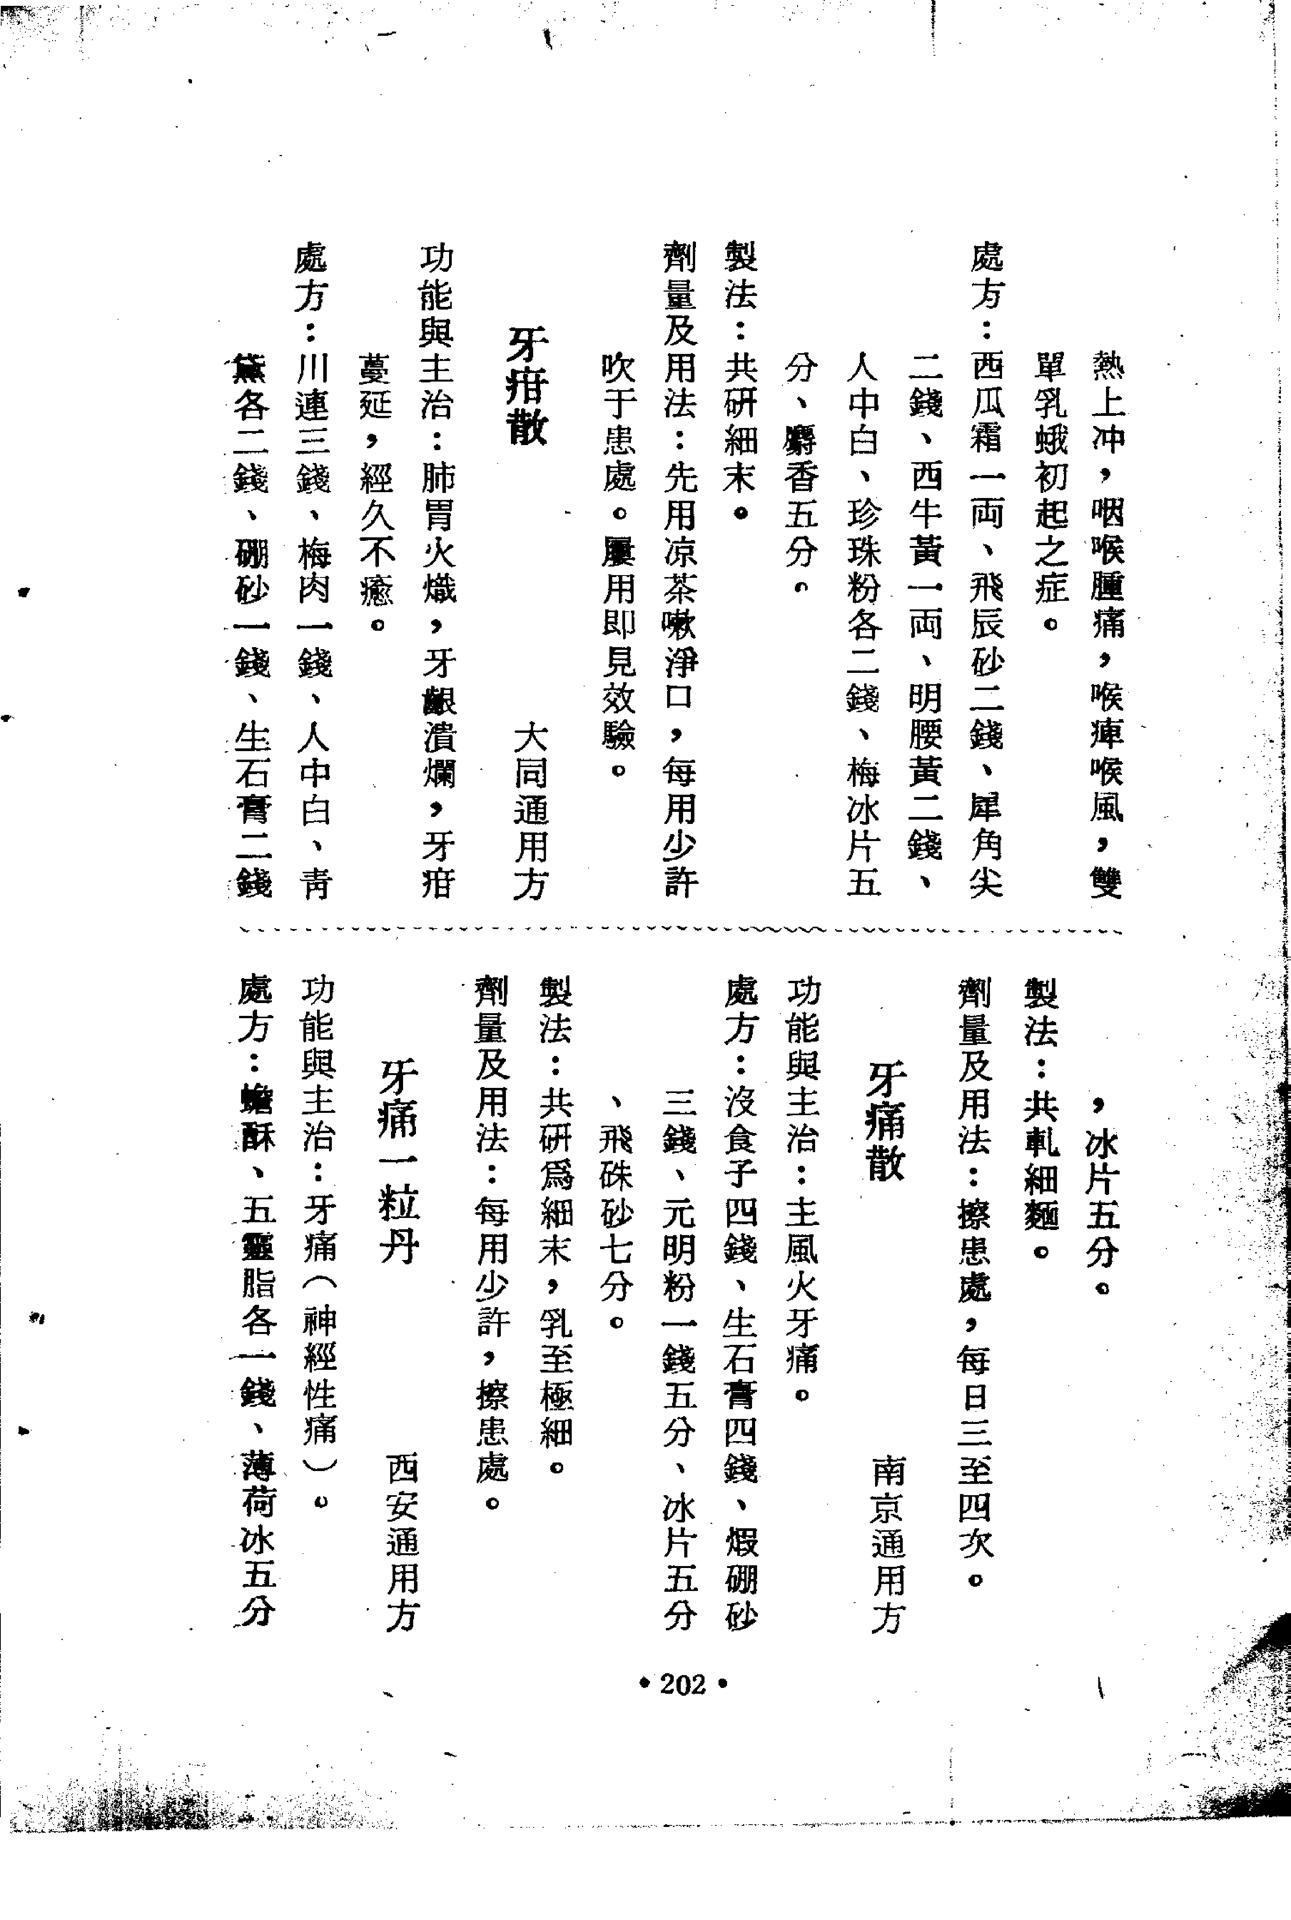 熱上冲，咽喉腫痛，喉痺喉風，雙
單乳蛾初起之症。
處方：西瓜霜一両、飛辰砂二錢、犀角尖
二錢、西牛黃一両、明腰黃二錢、
人中白、珍珠粉各二錢、梅冰片五
分、麝香五分。
製法：共研細末。
劑量及用法：先用凉茶嗽淨口，每用少許
吹于患處。屢用即見效驗。
牙疳散
大同通用方
功能與主治：肺胃火熾，牙齦潰爛，牙疳
蔓延，經久不癒。
處方：川連三錢、梅肉一錢、人中白、靑
黛各二錢、硼砂一錢、生石膏二錢
，冰片五分。
製法：共軋細麵。
劑量及用法：擦患處，每日三至四次。
牙痛散
南京通用方
功能與主治：主風火牙痛。
處方：沒食子四錢、生石膏四錢、煆硼砂
三錢、元明粉一錢五分、冰片五分
、飛硃砂七分。
製法：共研爲細末，乳至極細。
劑量及用法：每用少許，擦患處。
牙痛一粒丹
西安通用方
功能與主治：牙痛（神經性痛）。
處方：蟾酥、五靈脂各一錢、薄荷冰五分
•202•